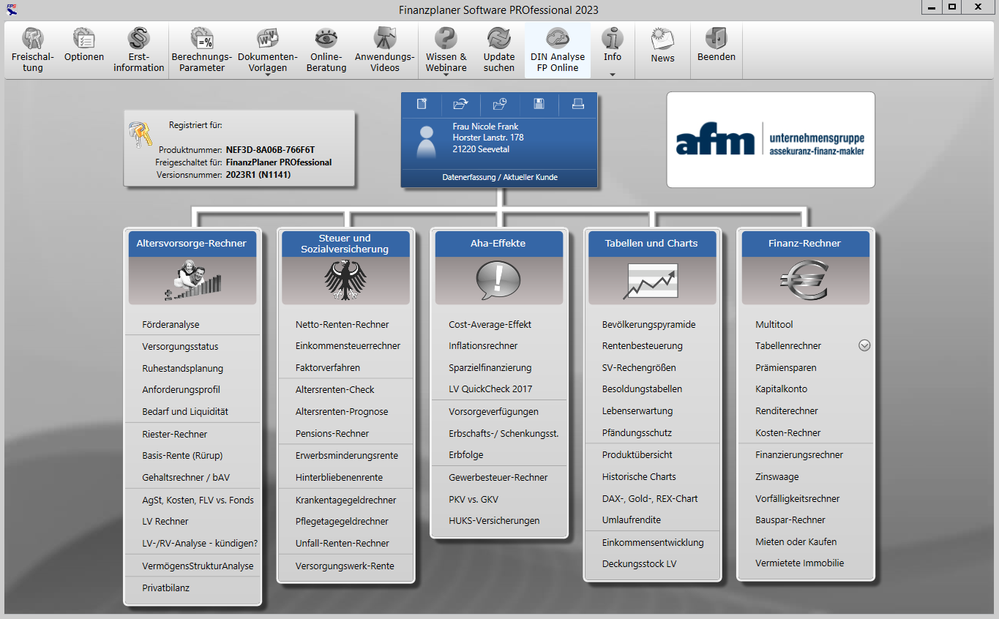 FPS
Finanzplaner Software PROfessional 2023
Freischal-
tung
Optionen
Erst-
information
Berechnungs-
Parameter
Dokumenten-
Vorlagen
Online-
Beratung
Anwendungs-
Videos
Wissen &
Webinare
Update
suchen
DIN Analyse
FP Online
Info
News
Beenden
Registriert für:
Produktnummer: NEF3D-8A06B-766F6T
Freigeschaltet für: FinanzPlaner PROfessional
Versionsnummer: 2023R1 (N1141)
Frau Nicole Frank
Horster Lanstr. 178
21220 Seevetal
Datenerfassung / Aktueller Kunde
afm
unternehmensgruppe
assekuranz-finanz-makler
Altersvorsorge-Rechner
Förderanalyse
Versorgungsstatus
Ruhestandsplanung
Anforderungsprofil
Bedarf und Liquidität
Riester-Rechner
Basis-Rente (Rürup)
Gehaltsrechner / bAV
AgSt, Kosten, FLV vs. Fonds
LV Rechner
LV-/RV-Analyse - kündigen?
VermögensStrukturAnalyse
Privatbilanz
Steuer und
Sozialversicherung
Netto-Renten-Rechner
Einkommensteuerrechner
Faktorverfahren
Altersrenten-Check
Altersrenten-Prognose
Pensions-Rechner
Erwerbsminderungsrente
Hinterbliebenenrente
Krankentagegeldrechner
Pflegetagegeldrechner
Unfall-Renten-Rechner
Versorgungswerk-Rente
Aha-Effekte
Cost-Average-Effekt
Inflationsrechner
Sparzielfinanzierung
LV QuickCheck 2017
Vorsorgeverfügungen
Erbschafts-/ Schenkungsst.
Erbfolge
Gewerbesteuer-Rechner
PKV vs. GKV
HUKS-Versicherungen
Tabellen und Charts
Bevölkerungspyramide
Rentenbesteuerung
SV-Rechengrößen
Besoldungstabellen
Lebenserwartung
Pfändungsschutz
Produktübersicht
Historische Charts
DAX-, Gold-, REX-Chart
Umlaufrendite
Einkommensentwicklung
Deckungsstock LV
Finanz-Rechner
Multitool
Tabellenrechner
Prämiensparen
Kapitalkonto
Renditerechner
Kosten-Rechner
Finanzierungsrechner
Zinswaage
Vorfälligkeitsrechner
Bauspar-Rechner
Mieten oder Kaufen
Vermietete Immobilie